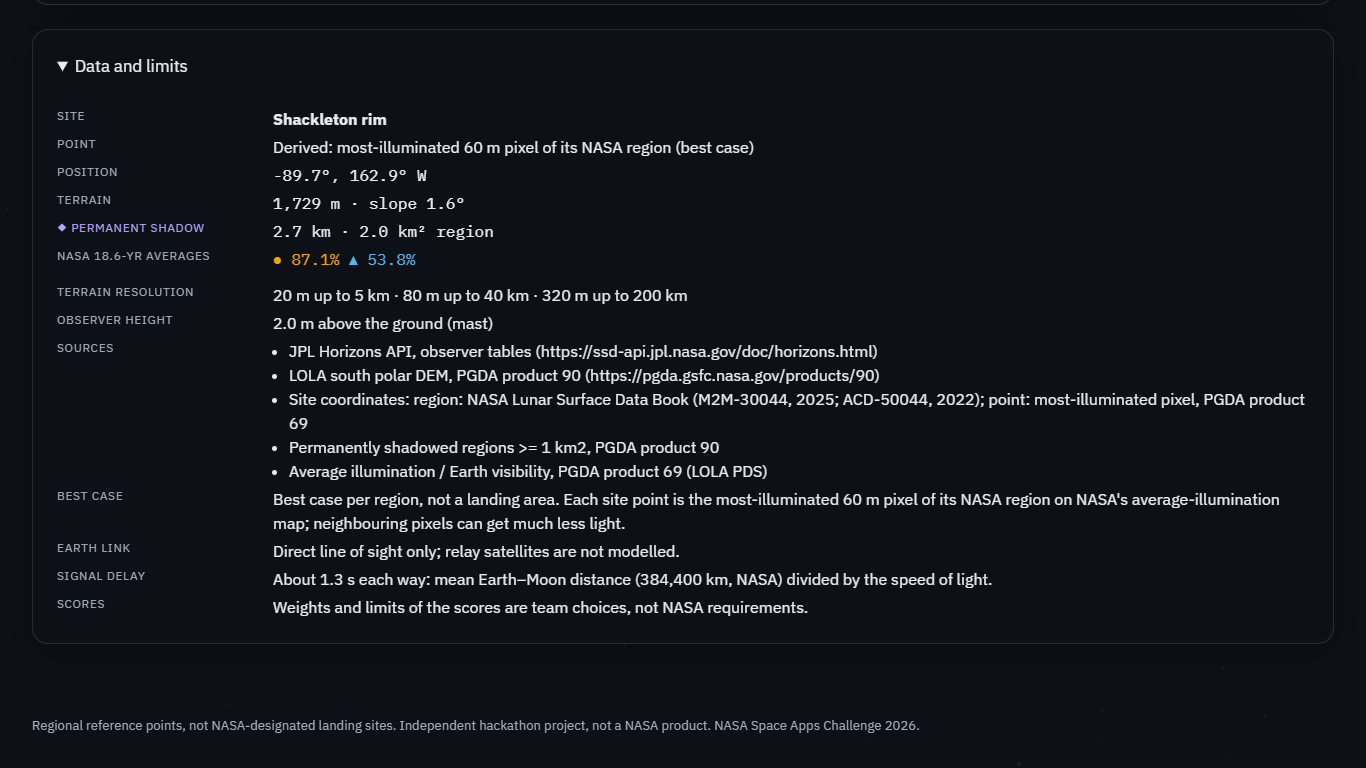 ▼ Data and limits
SITE
Shackleton rim
POINT
Derived: most-illuminated 60 m pixel of its NASA region (best case)
POSITION
-89.7°, 162.9° W
TERRAIN
1,729 m · slope 1.6°
◆ PERMANENT SHADOW
2.7 km · 2.0 km² region
NASA 18.6-YR AVERAGES
● 87.1% ▲ 53.8%
TERRAIN RESOLUTION
20 m up to 5 km · 80 m up to 40 km · 320 m up to 200 km
OBSERVER HEIGHT
2.0 m above the ground (mast)
SOURCES
• JPL Horizons API, observer tables (https://ssd-api.jpl.nasa.gov/doc/horizons.html)
• LOLA south polar DEM, PGDA product 90 (https://pgda.gsfc.nasa.gov/products/90)
• Site coordinates: region: NASA Lunar Surface Data Book (M2M-30044, 2025; ACD-50044, 2022); point: most-illuminated pixel, PGDA product
69
• Permanently shadowed regions >= 1 km2, PGDA product 90
• Average illumination / Earth visibility, PGDA product 69 (LOLA PDS)
BEST CASE
Best case per region, not a landing area. Each site point is the most-illuminated 60 m pixel of its NASA region on NASA's average-illumination
map; neighbouring pixels can get much less light.
EARTH LINK
Direct line of sight only; relay satellites are not modelled.
SIGNAL DELAY
About 1.3 s each way: mean Earth–Moon distance (384,400 km, NASA) divided by the speed of light.
SCORES
Weights and limits of the scores are team choices, not NASA requirements.
Regional reference points, not NASA-designated landing sites. Independent hackathon project, not a NASA product. NASA Space Apps Challenge 2026.